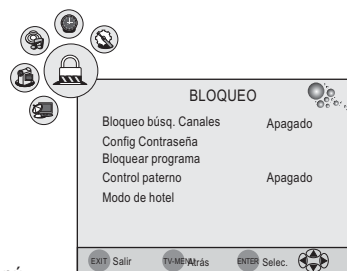 BLOQUEO
Bloqueo búsq. Canales Apagado
Config Contraseña
Bloquear programa
Control paterno Apagado
Modo de hotel
EXIT Salir TV-MENU Atrás ENTER Selec.